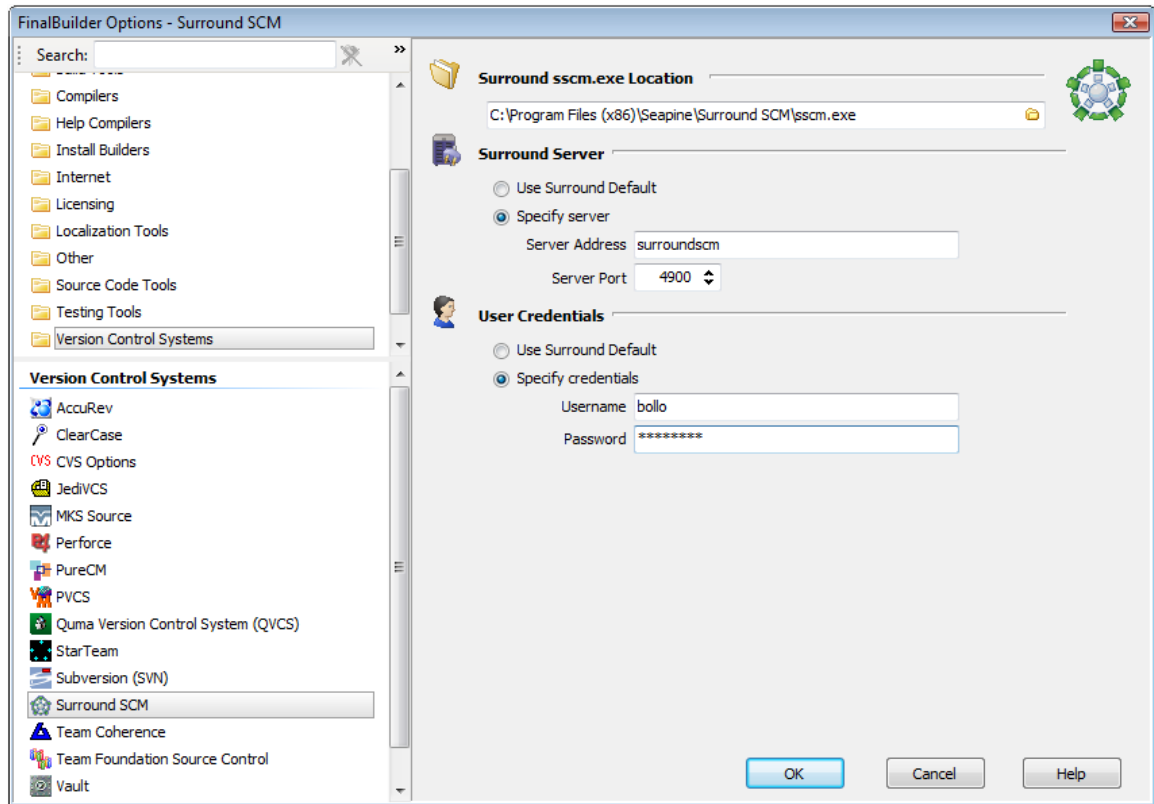 FinalBuilder Options - Surround SCM
Search:
»
Compilers
Help Compilers
Install Builders
Internet
Licensing
Localization Tools
Other
Source Code Tools
Testing Tools
Version Control Systems
Version Control Systems
AccuRev
ClearCase
CVS CVS Options
JediVCS
MKS Source
Perforce
PureCM
PVCS
Quma Version Control System (QVCS)
StarTeam
Subversion (SVN)
Surround SCM
Team Coherence
Team Foundation Source Control
Vault
Surround sscm.exe Location
C:\Program Files (x86)\Seapine\Surround SCM\sscm.exe
Surround Server
Use Surround Default
Specify server
Server Address surroundscm
Server Port 4900
User Credentials
Use Surround Default
Specify credentials
Username bollo
Password ********
OK Cancel Help